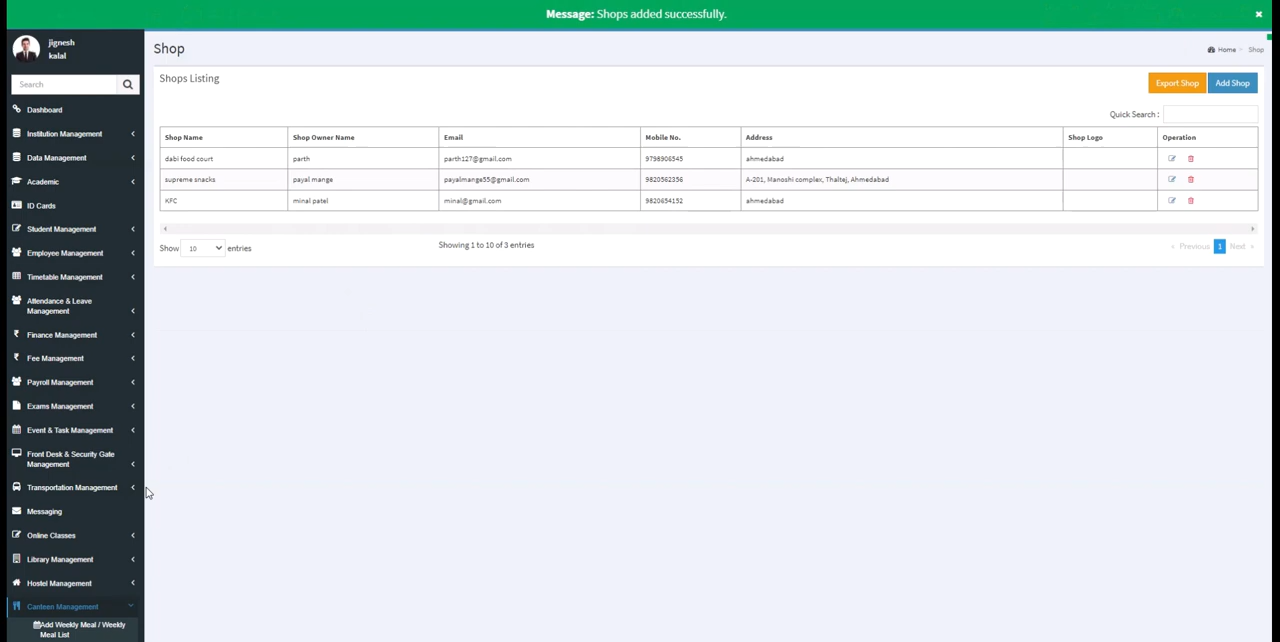 Message: Shops added successfully.
×
jignesh
kalal
Search
Dashboard
Institution Management
Data Management
Academic
ID Cards
Student Management
Employee Management
Timetable Management
Attendance & Leave
Management
Finance Management
Fee Management
Payroll Management
Exams Management
Event & Task Management
Front Desk & Security Gate
Management
Transportation Management
Messaging
Online Classes
Library Management
Hostel Management
Canteen Management
Add Weekly Meal / Weekly
Meal List
Shop
Home - Shop
Shops Listing
Export Shop Add Shop
Quick Search :
Shop Name Shop Owner Name Email Mobile No. Address Shop Logo Operation
dabi food court parth parth127@gmail.com 9798906545 ahmedabad
supreme snacks payal mange payalmange55@gmail.com 9820562356 A-201, Manoshi complex, Thaltej, Ahmedabad
KFC minal patel minal@gmail.com 9820654152 ahmedabad
Show 10 entries Showing 1 to 10 of 3 entries « Previous 1 Next »